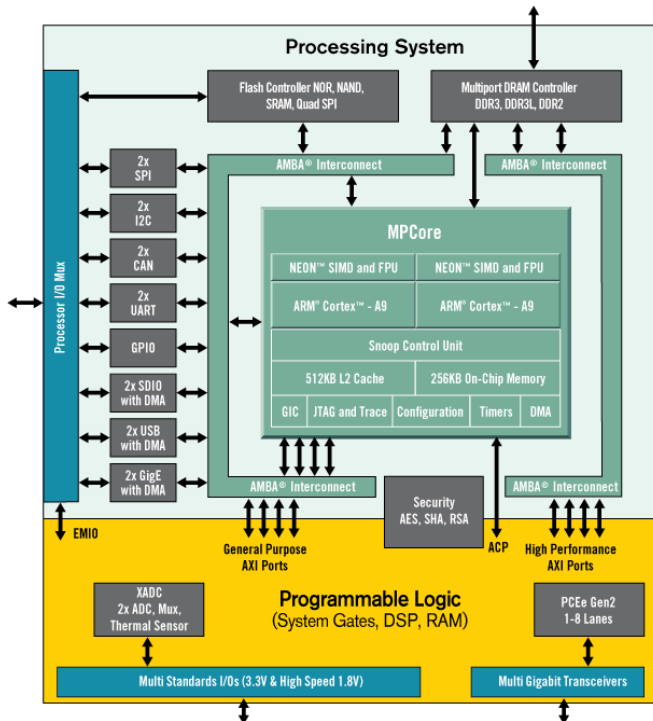 Processing System
Flash Controller NOR, NAND,
SRAM, Quad SPI
Multiport DRAM Controller
DDR3, DDR3L, DDR2
AMBA® Interconnect
AMBA® Interconnect
Processor I/O Mux
2x
SPI
2x
I2C
2x
CAN
2x
UART
GPIO
2x SDIO
with DMA
2x USB
with DMA
2x GigE
with DMA
MPCore
NEON™ SIMD and FPU
NEON™ SIMD and FPU
ARM® Cortex™ - A9
ARM® Cortex™ - A9
Snoop Control Unit
512KB L2 Cache
256KB On-Chip Memory
GIC
JTAG and Trace
Configuration
Timers
DMA
AMBA® Interconnect
AMBA® Interconnect
Security
AES, SHA, RSA
EMIO
General Purpose
AXI Ports
ACP
High Performance
AXI Ports
XADC
2x ADC, Mux,
Thermal Sensor
Programmable Logic
(System Gates, DSP, RAM)
PCEe Gen2
1-8 Lanes
Multi Standards I/Os (3.3V & High Speed 1.8V)
Multi Gigabit Transceivers